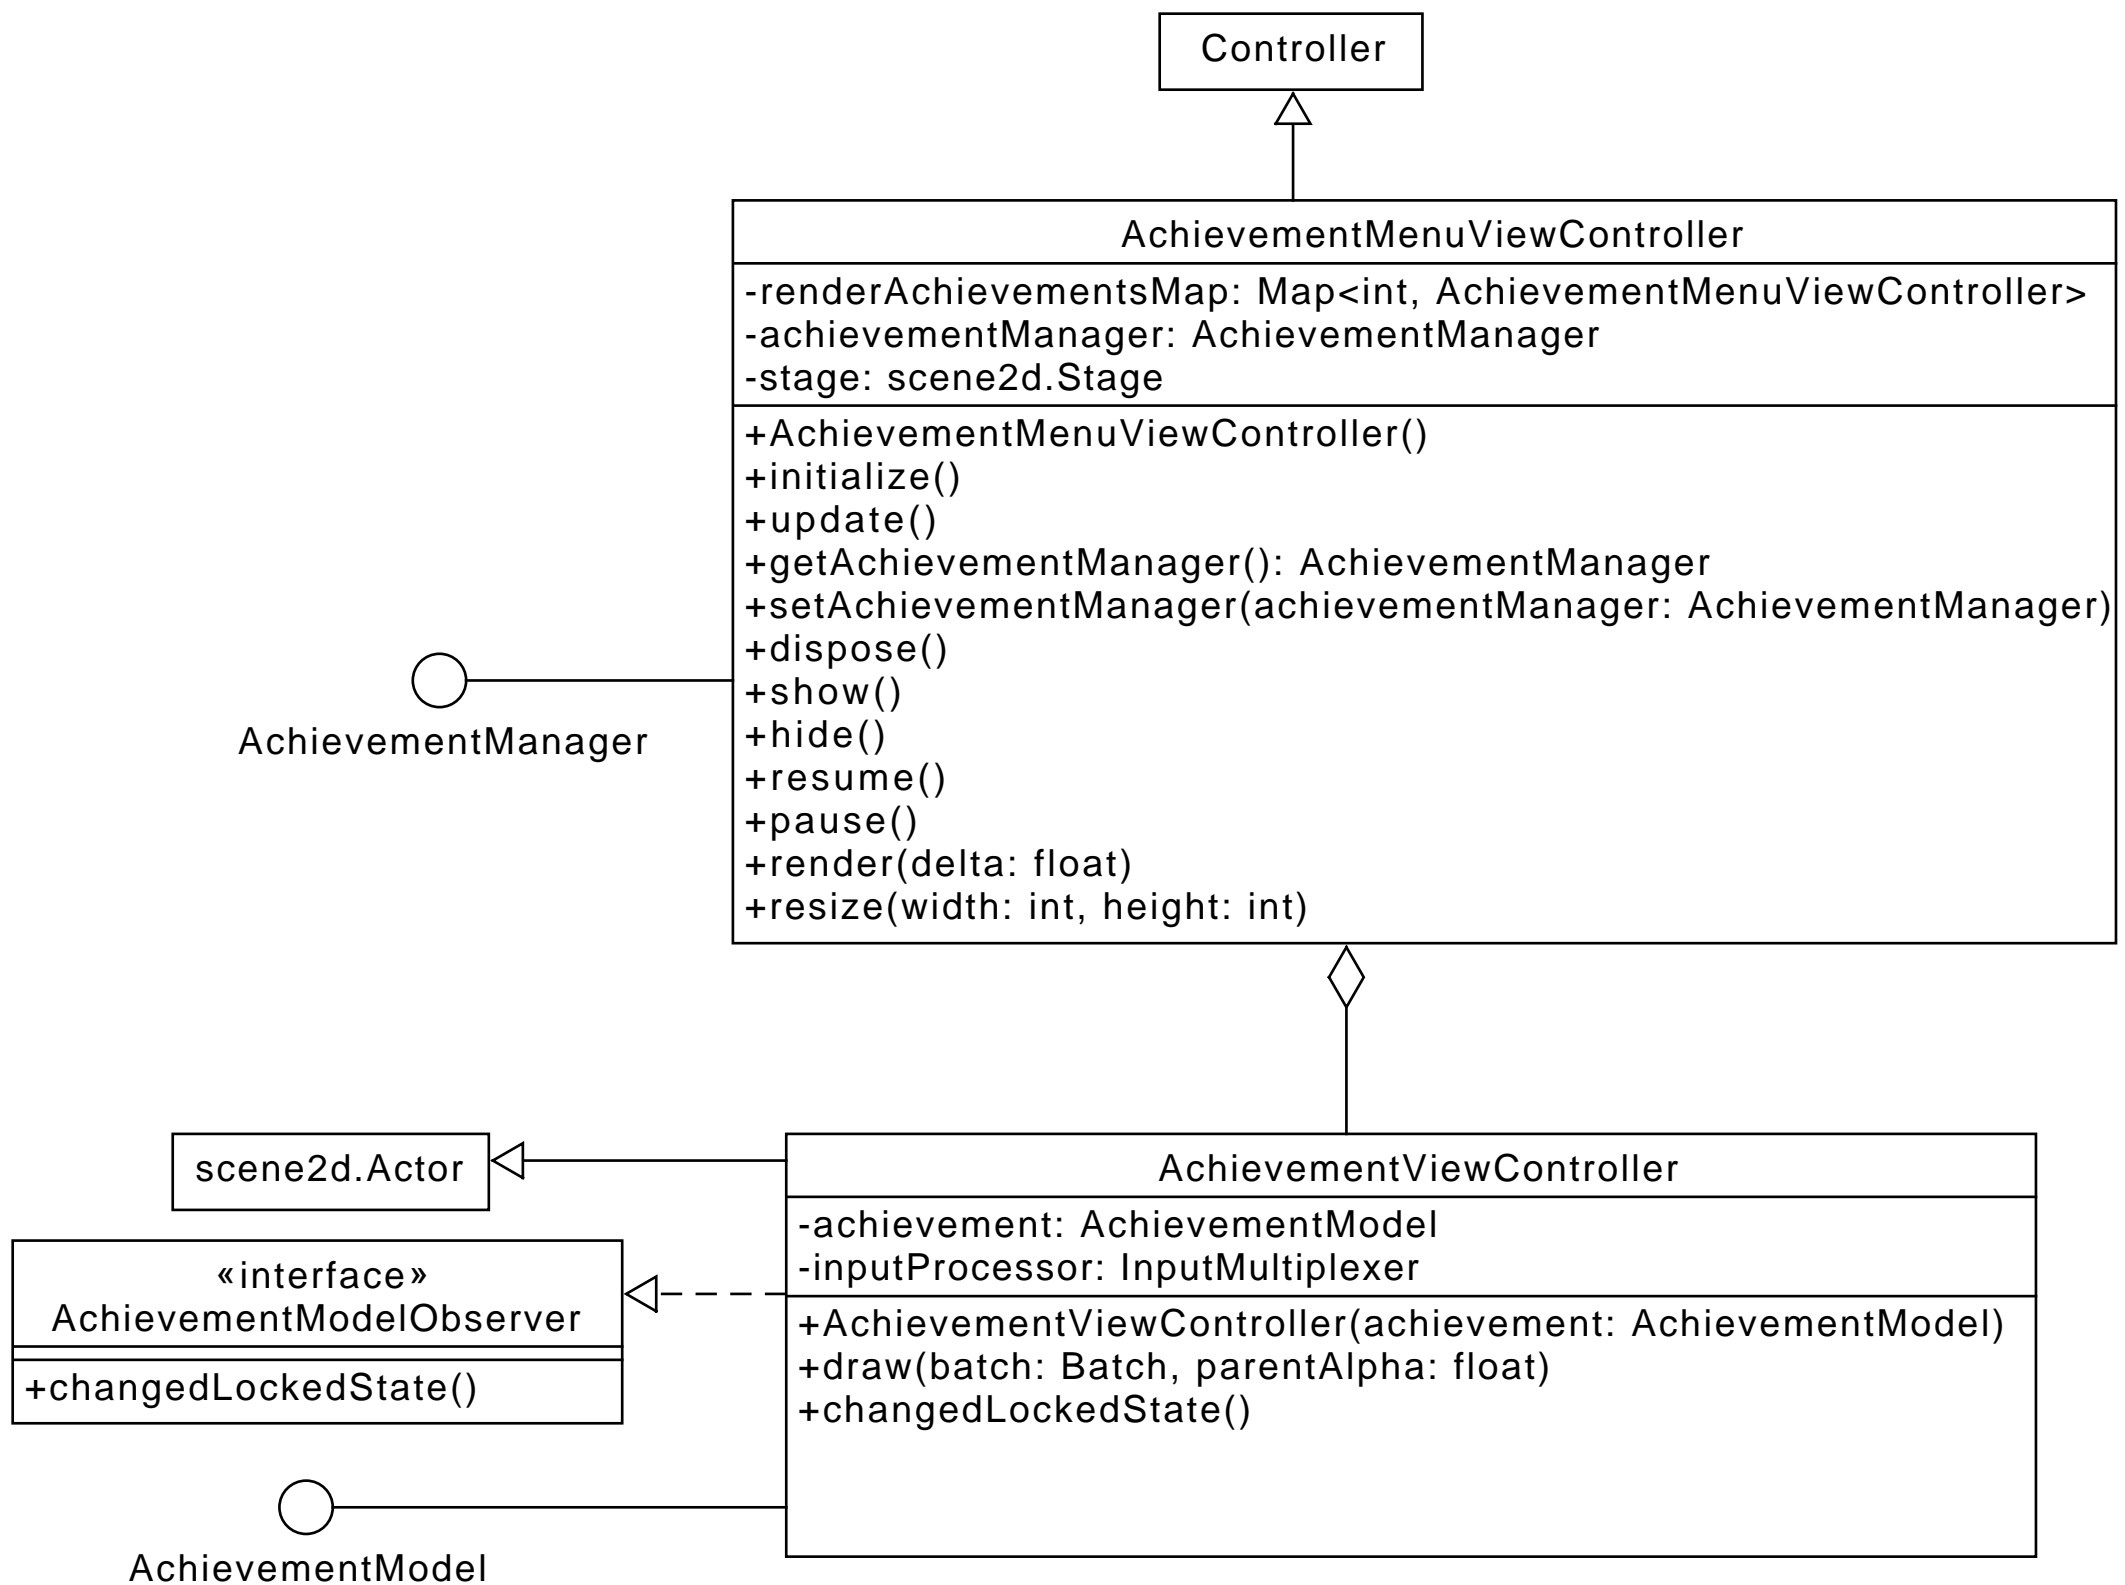 Controller
AchievementMenuViewController
-renderAchievementsMap: Map<int, AchievementMenuViewController>
-achievementManager: AchievementManager
-stage: scene2d.Stage
+AchievementMenuViewController()
+initialize()
+update()
+getAchievementManager(): AchievementManager
+setAchievementManager(achievementManager: AchievementManager)
+dispose()
+show()
+hide()
+resume()
+pause()
+render(delta: float)
+resize(width: int, height: int)
AchievementManager
scene2d.Actor
«interface»
AchievementModelObserver
+changedLockedState()
AchievementViewController
-achievement: AchievementModel
-inputProcessor: InputMultiplexer
+AchievementViewController(achievement: AchievementModel)
+draw(batch: Batch, parentAlpha: float)
+changedLockedState()
AchievementModel